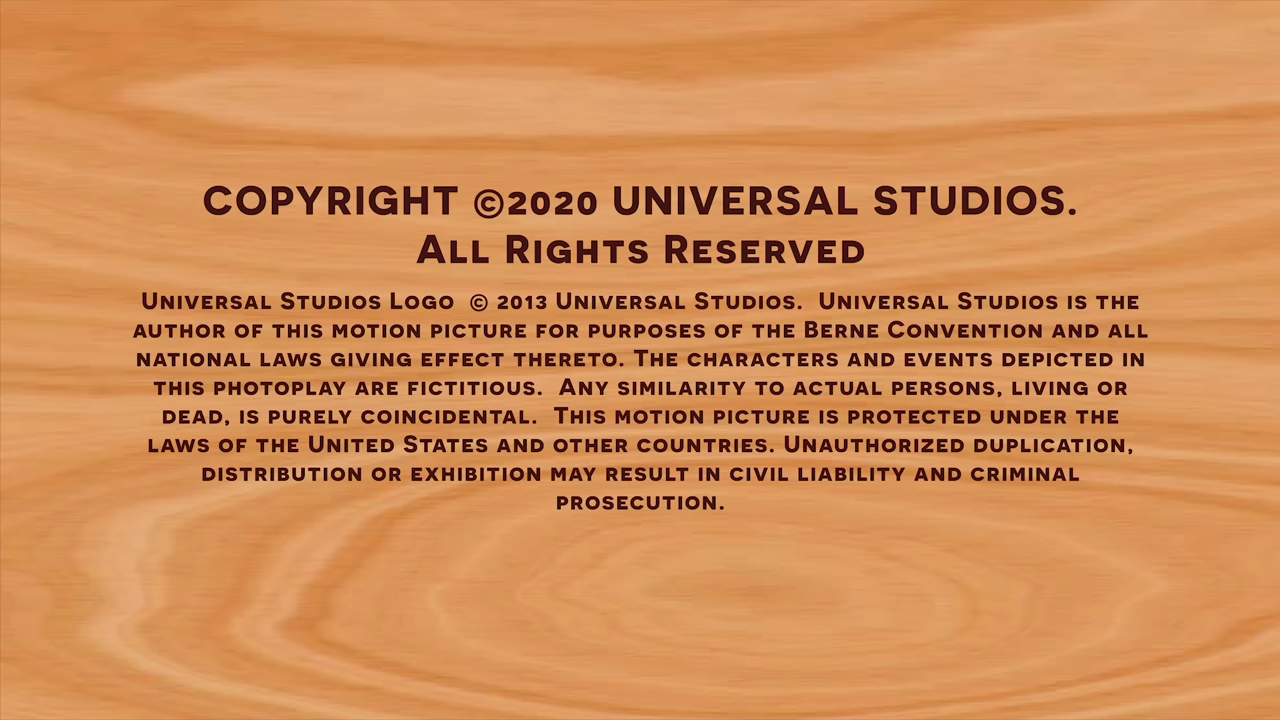 COPYRIGHT ©2020 UNIVERSAL STUDIOS.
ALL RIGHTS RESERVED
UNIVERSAL STUDIOS LOGO © 2013 UNIVERSAL STUDIOS. UNIVERSAL STUDIOS IS THE
AUTHOR OF THIS MOTION PICTURE FOR PURPOSES OF THE BERNE CONVENTION AND ALL
NATIONAL LAWS GIVING EFFECT THERETO. THE CHARACTERS AND EVENTS DEPICTED IN
THIS PHOTOPLAY ARE FICTITIOUS. ANY SIMILARITY TO ACTUAL PERSONS, LIVING OR
DEAD, IS PURELY COINCIDENTAL. THIS MOTION PICTURE IS PROTECTED UNDER THE
LAWS OF THE UNITED STATES AND OTHER COUNTRIES. UNAUTHORIZED DUPLICATION,
DISTRIBUTION OR EXHIBITION MAY RESULT IN CIVIL LIABILITY AND CRIMINAL
PROSECUTION.